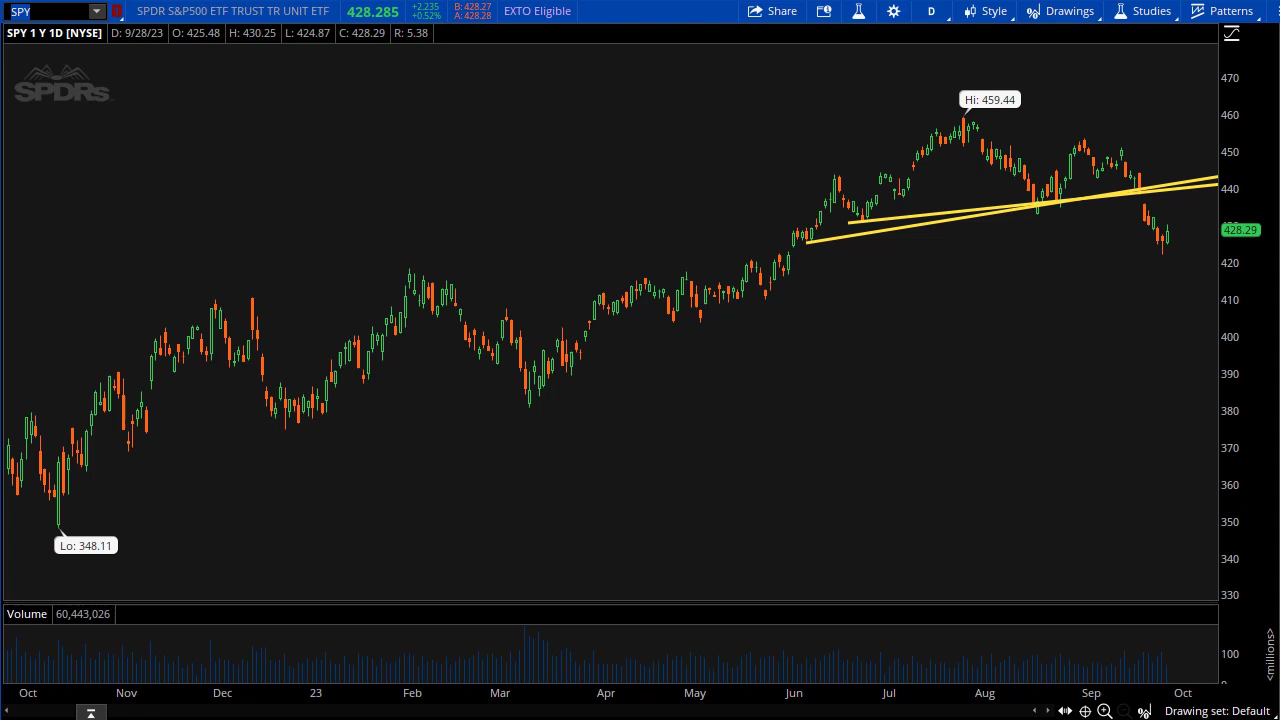 SPY SPDR S&P500 ETF TRUST TR UNIT ETF 428.285 +2.235 +0.52% B: 428.27 A: 428.28 EXTO Eligible Share D Style Drawings Studies Patterns
SPY 1 Y 1D [NYSE] D: 9/28/23 O: 425.48 H: 430.25 L: 424.87 C: 428.29 R: 5.38
SPDRs
470
Hi: 459.44
460
450
440
428.29
420
410
400
390
380
370
360
350
Lo: 348.11
340
330
Volume 60,443,026
100
<millions>
Oct Nov Dec 23 Feb Mar Apr May Jun Jul Aug Sep Oct
Drawing set: Default